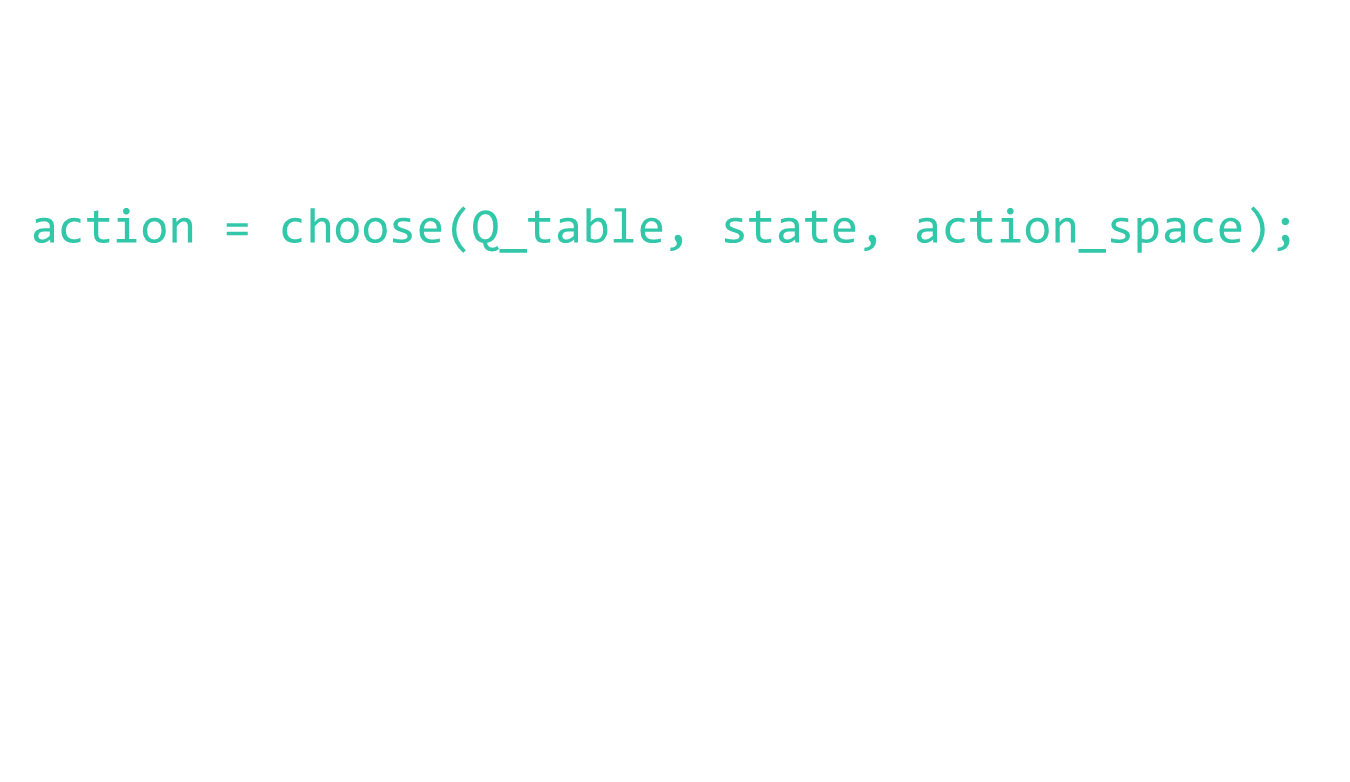 action = choose(Q_table, state, action_space);